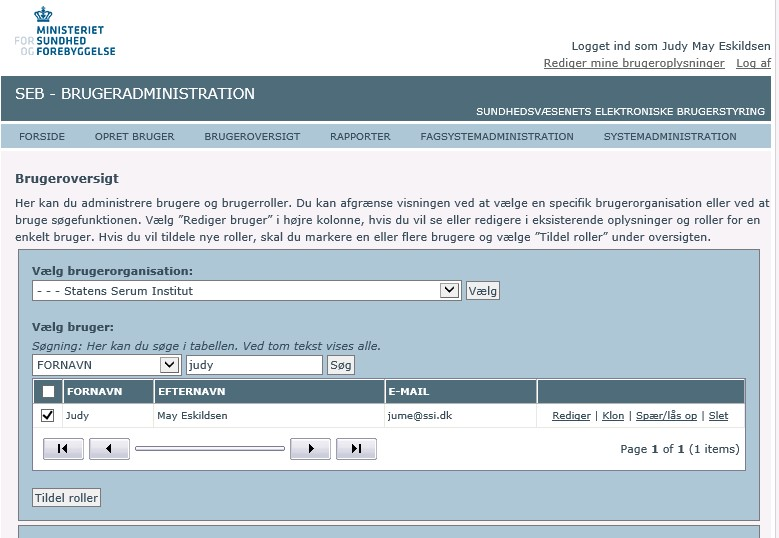 MINISTERIET
FOR SUNDHED
OG FOREBYGGELSE
Logget ind som Judy May Eskildsen
Rediger mine brugeroplysninger Log af
SEB - BRUGERADMINISTRATION
SUNDHEDSVÆSENETS ELEKTRONISKE BRUGERSTYRING
FORSIDE OPRET BRUGER BRUGEROVERSIGT RAPPORTER FAGSYSTEMADMINISTRATION SYSTEMADMINISTRATION
Brugeroversigt
Her kan du administrere brugere og brugerroller. Du kan afgrænse visningen ved at vælge en specifik brugerorganisation eller ved at
bruge søgefunktionen. Vælg ”Rediger bruger” i højre kolonne, hvis du vil se eller redigere i eksisterende oplysninger og roller for en
enkelt bruger. Hvis du vil tildele nye roller, skal du markere en eller flere brugere og vælge ”Tildel roller” under oversigten.
Vælg brugerorganisation:
- - - Statens Serum Institut Vælg
Vælg bruger:
Søgning: Her kan du søge i tabellen. Ved tom tekst vises alle.
FORNAVN judy Søg
FORNAVN EFTERNAVN E-MAIL
Judy May Eskildsen jume@ssi.dk Rediger | Klon | Spær/lås op | Slet
Page 1 of 1 (1 items)
Tildel roller